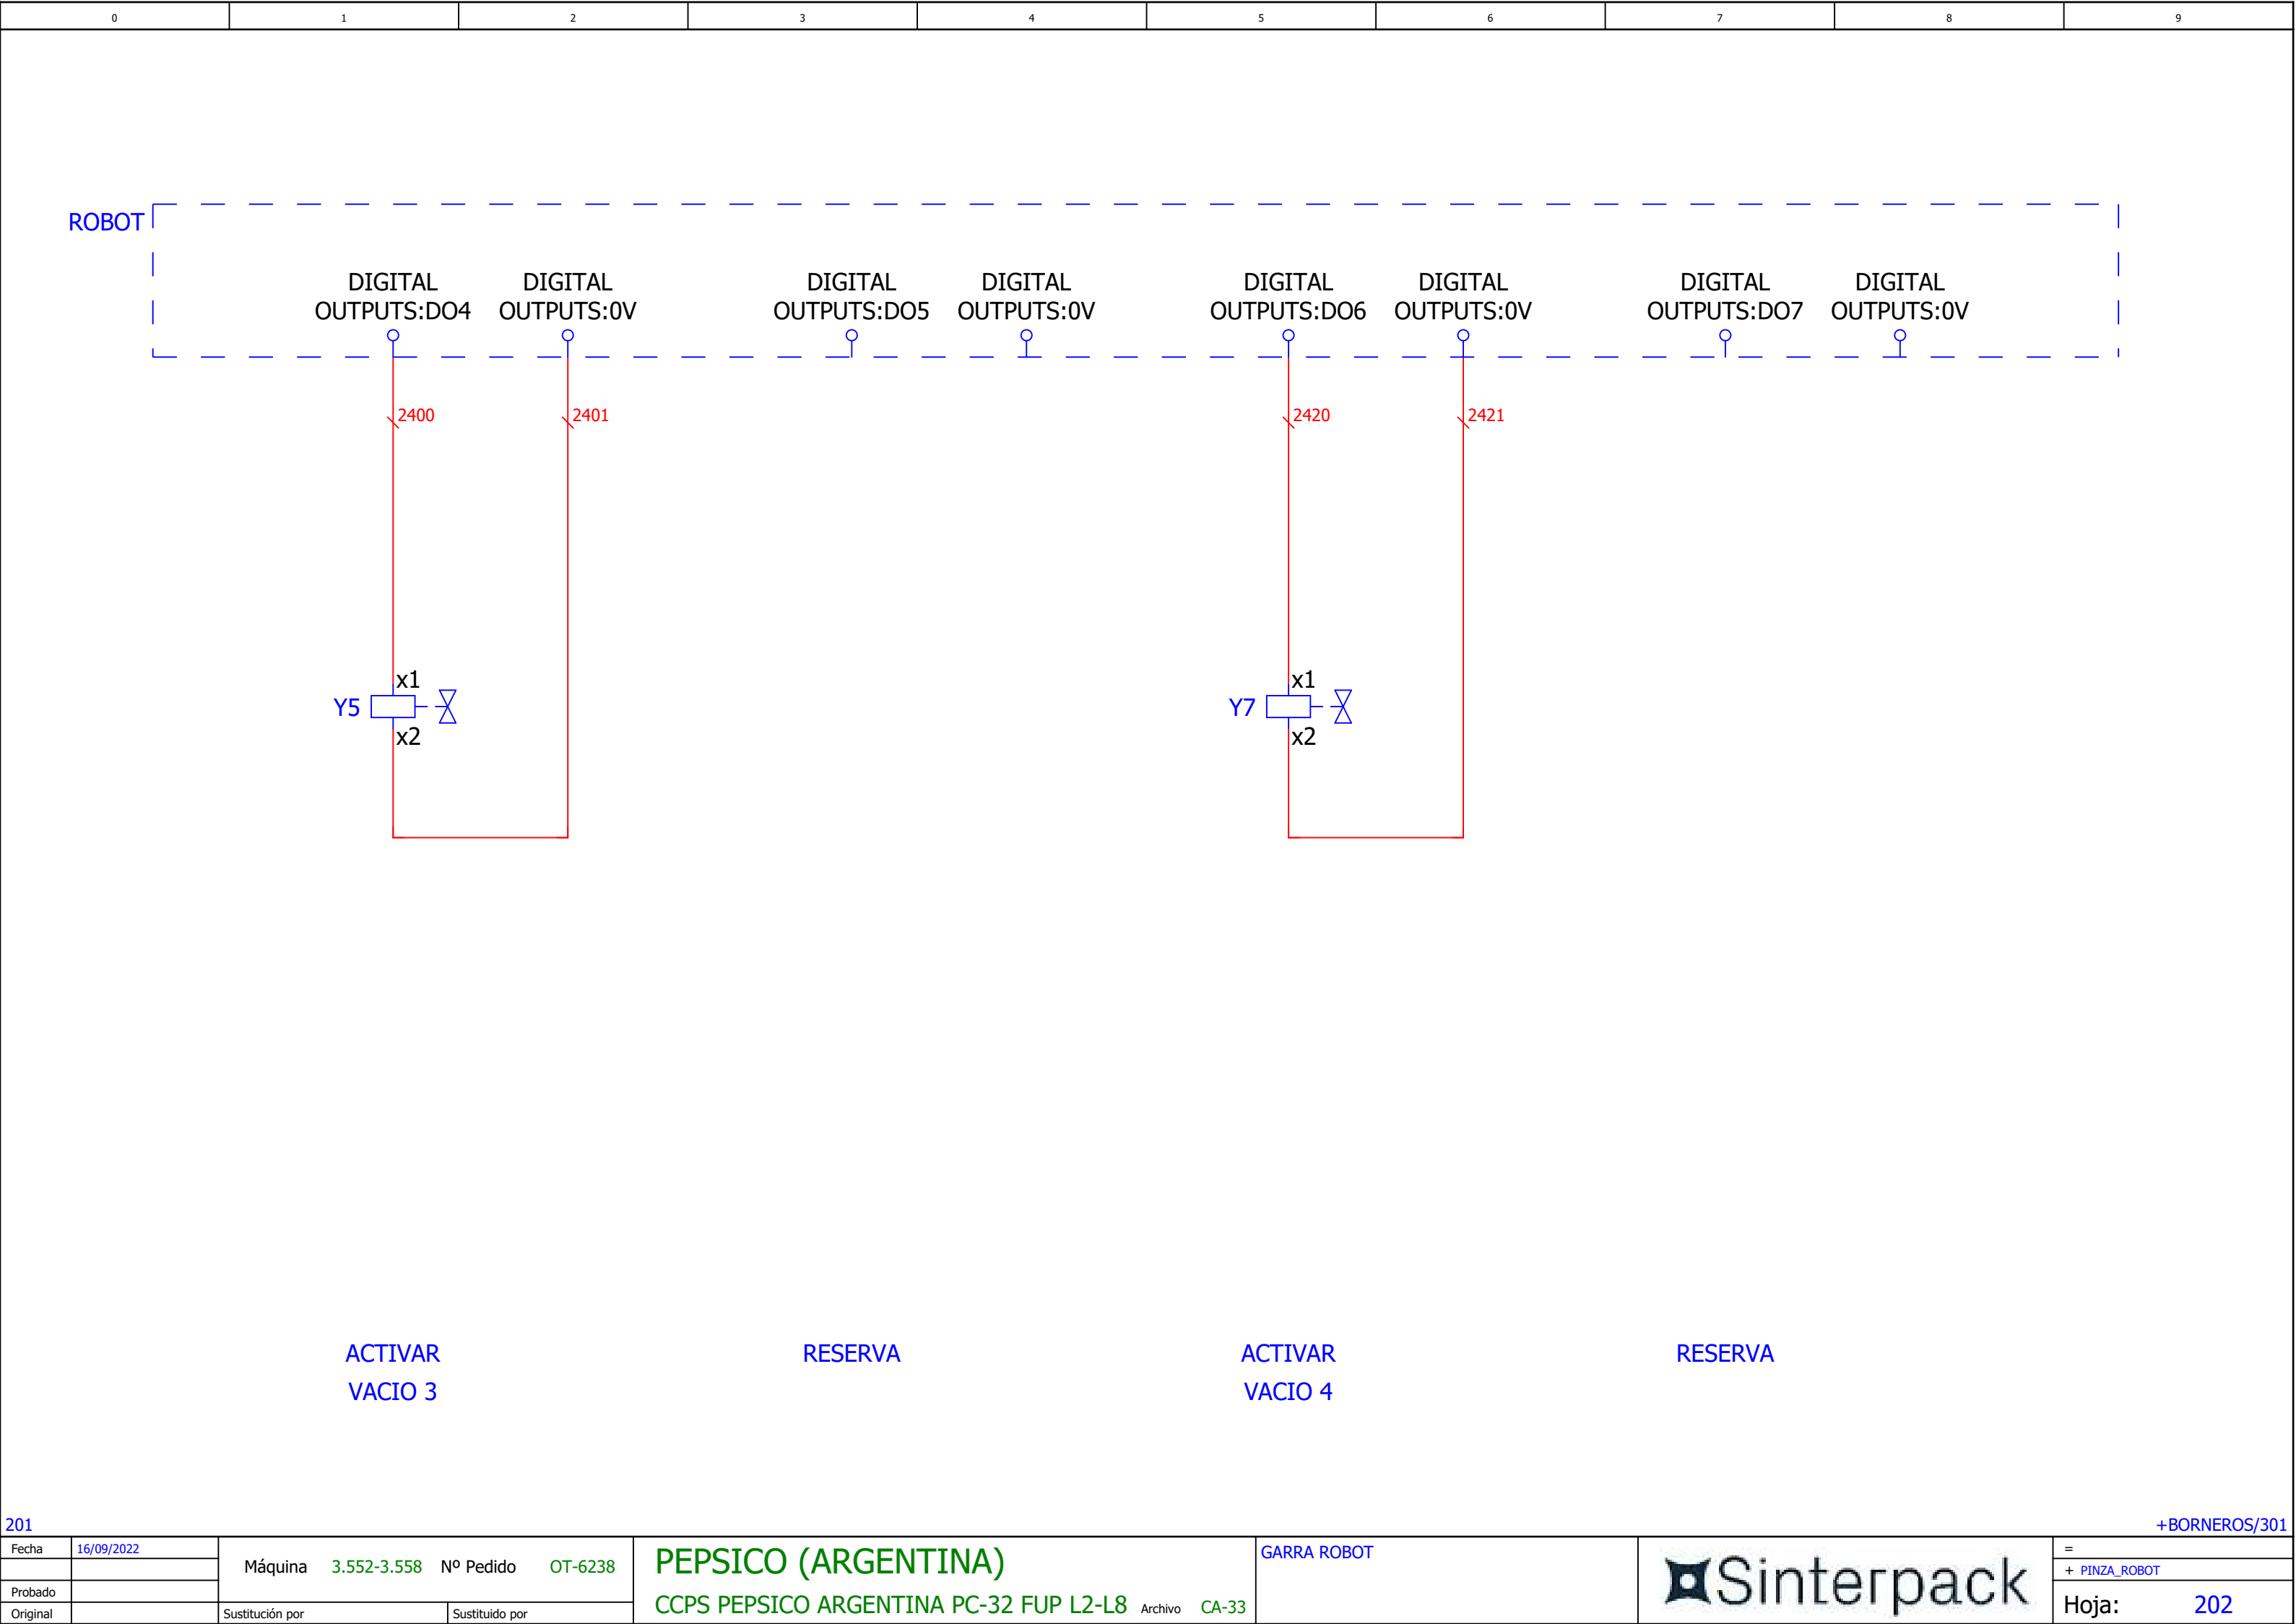 0 1 2 3 4 5 6 7 8 9
ROBOT
DIGITAL DIGITAL DIGITAL DIGITAL DIGITAL DIGITAL DIGITAL DIGITAL
OUTPUTS:DO4 OUTPUTS:0V OUTPUTS:DO5 OUTPUTS:0V OUTPUTS:DO6 OUTPUTS:0V OUTPUTS:DO7 OUTPUTS:0V
2400 2401 2420 2421
x1 x1
Y5 Y7
x2 x2
ACTIVAR RESERVA ACTIVAR RESERVA
VACIO 3 VACIO 4
201 +BORNEROS/301
Fecha 16/09/2022
Probado
Original
Máquina 3.552-3.558 Nº Pedido OT-6238
Sustitución por Sustituido por
PEPSICO (ARGENTINA)
CCPS PEPSICO ARGENTINA PC-32 FUP L2-L8 Archivo CA-33
GARRA ROBOT
Sinterpack
=
+ PINZA_ROBOT
Hoja: 202